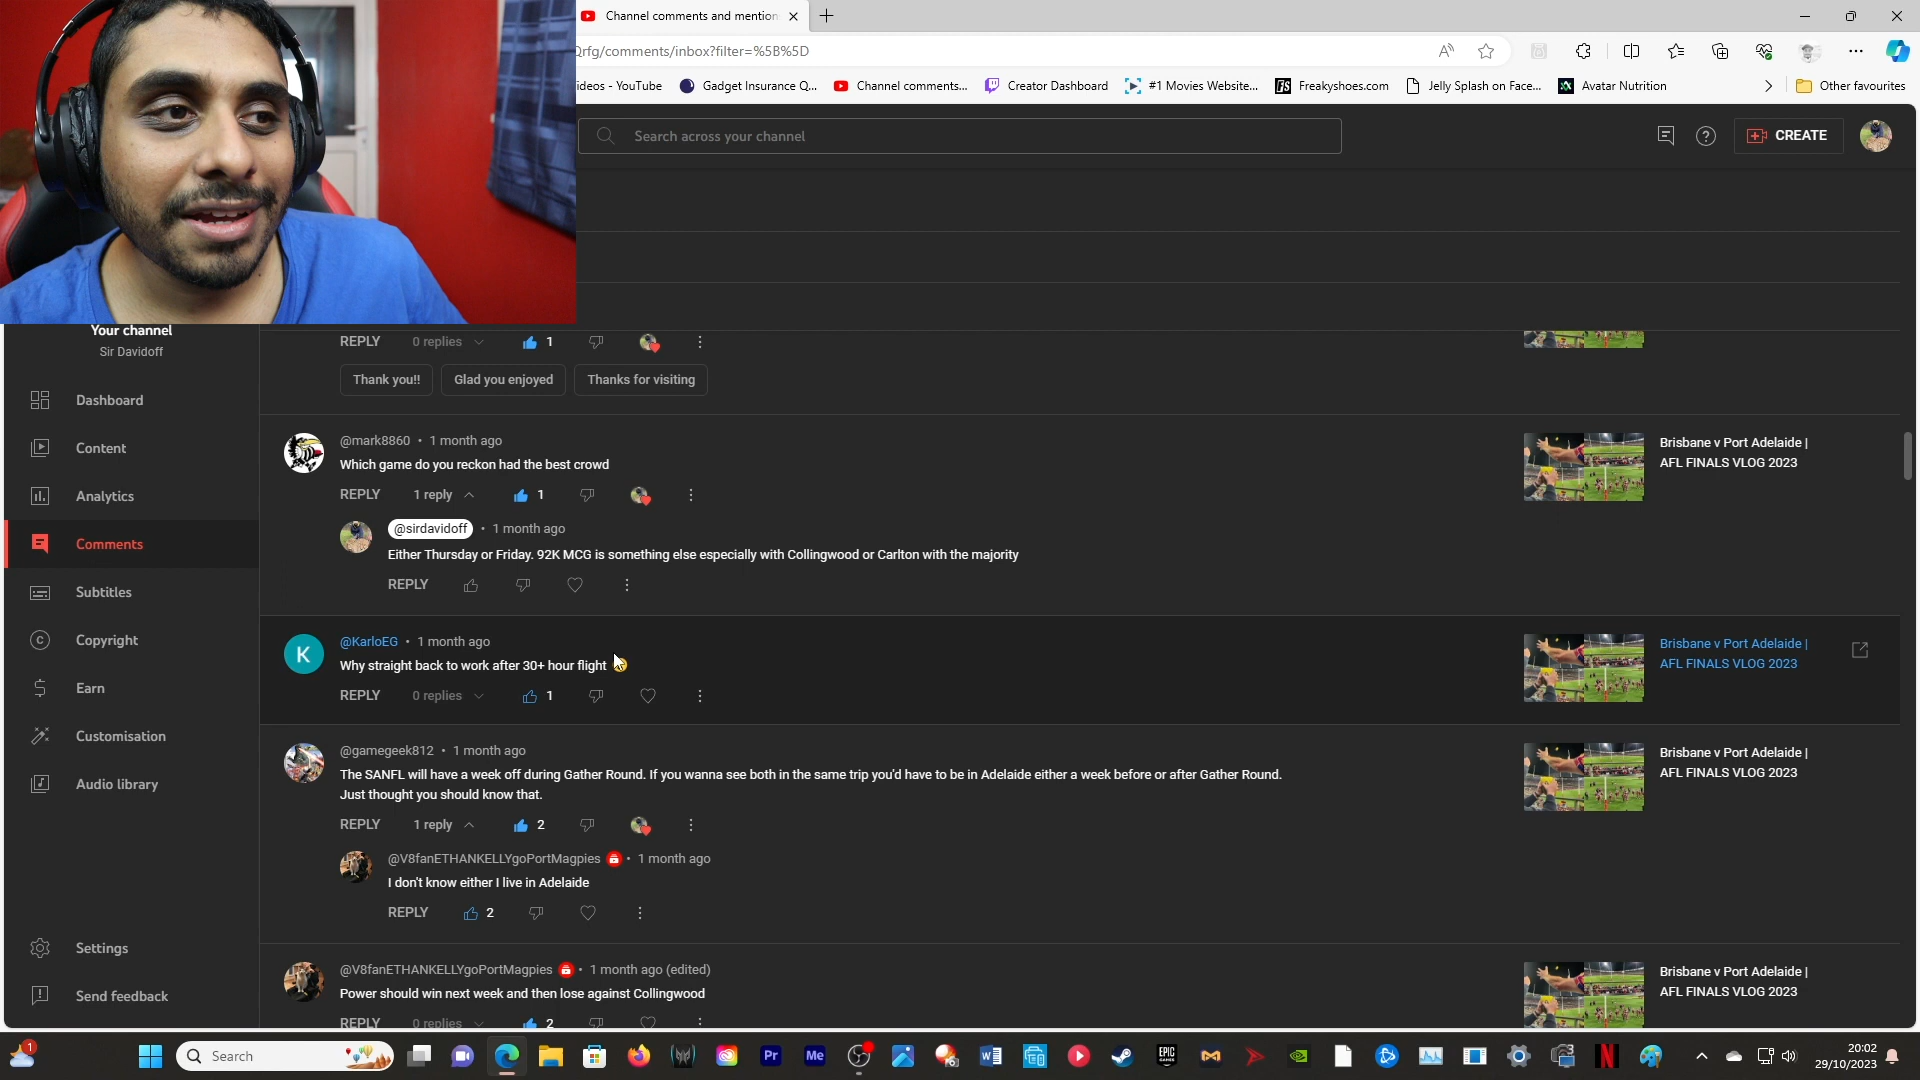 Channel comments and mention
Qrfg/comments/inbox?filter=%5B%5D
ideos - YouTube
Gadget Insurance Q...
Channel comments...
Creator Dashboard
#1 Movies Website...
Freakyshoes.com
Jelly Splash on Face...
Avatar Nutrition
Other favourites
Search across your channel
CREATE
Your channel
Sir Davidoff
Dashboard
Content
Analytics
Comments
Subtitles
Copyright
Earn
Customisation
Audio library
Settings
Send feedback
REPLY 0 replies 1
Thank you!! Glad you enjoyed Thanks for visiting
@mark8860 • 1 month ago
Which game do you reckon had the best crowd
REPLY 1 reply 1
Brisbane v Port Adelaide |
AFL FINALS VLOG 2023
@sirdavidoff • 1 month ago
Either Thursday or Friday. 92K MCG is something else especially with Collingwood or Carlton with the majority
REPLY
@KarloEG • 1 month ago
Why straight back to work after 30+ hour flight
REPLY 0 replies 1
Brisbane v Port Adelaide |
AFL FINALS VLOG 2023
@gamegeek812 • 1 month ago
The SANFL will have a week off during Gather Round. If you wanna see both in the same trip you'd have to be in Adelaide either a week before or after Gather Round.
Just thought you should know that.
REPLY 1 reply 2
Brisbane v Port Adelaide |
AFL FINALS VLOG 2023
@V8fanETHANKELLYgoPortMagpies • 1 month ago
I don't know either I live in Adelaide
REPLY 2
@V8fanETHANKELLYgoPortMagpies • 1 month ago (edited)
Power should win next week and then lose against Collingwood
REPLY 0 replies 2
Brisbane v Port Adelaide |
AFL FINALS VLOG 2023
K
1
Search
Pr
Me
EPIC GAMES
20:02
29/10/2023